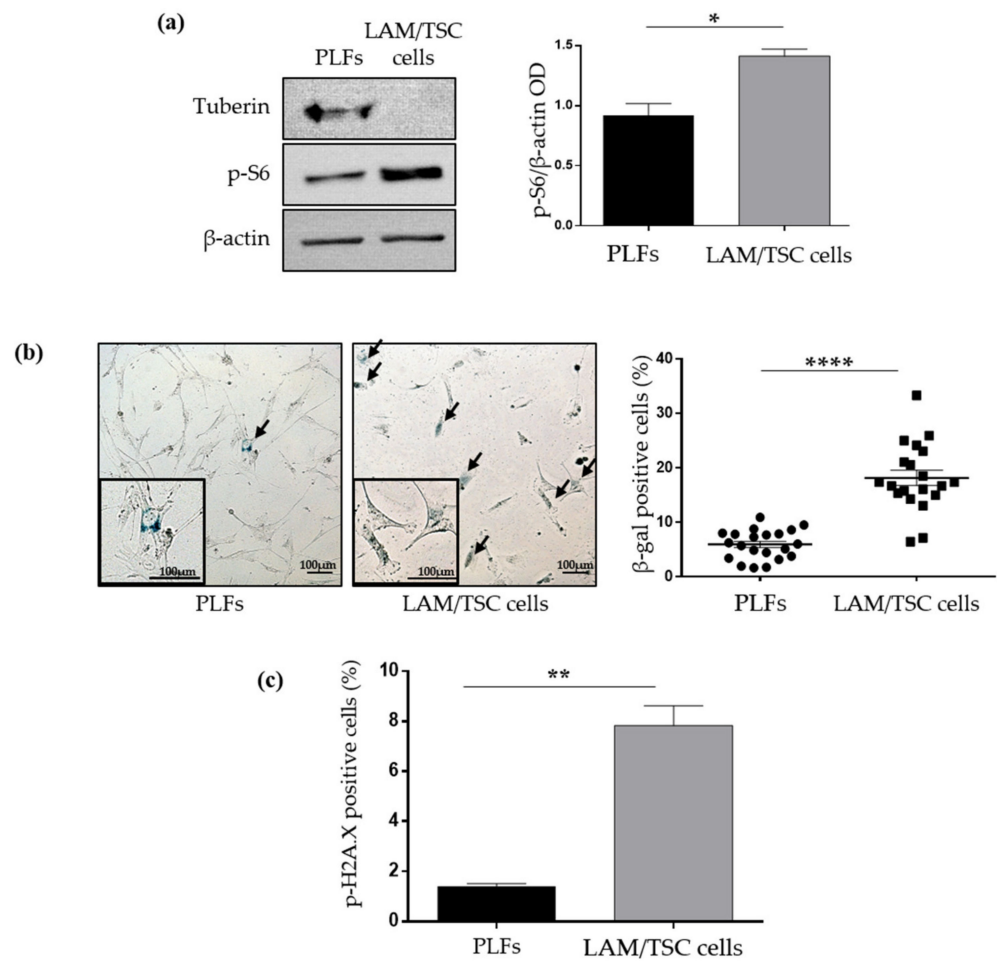 (a)
LAM/TSC
PLFs cells
Tuberin
p-S6
β-actin
p-S6/β-actin OD
1.5
1.0
0.5
0.0
*
PLFs LAM/TSC cells
(b)
100μm 100μm
100μm 100μm
PLFs LAM/TSC cells
β-gal positive cells (%)
40
30
20
10
0
****
PLFs LAM/TSC cells
(c)
p-H2A.X positive cells (%)
10
8
6
4
2
0
**
PLFs LAM/TSC cells